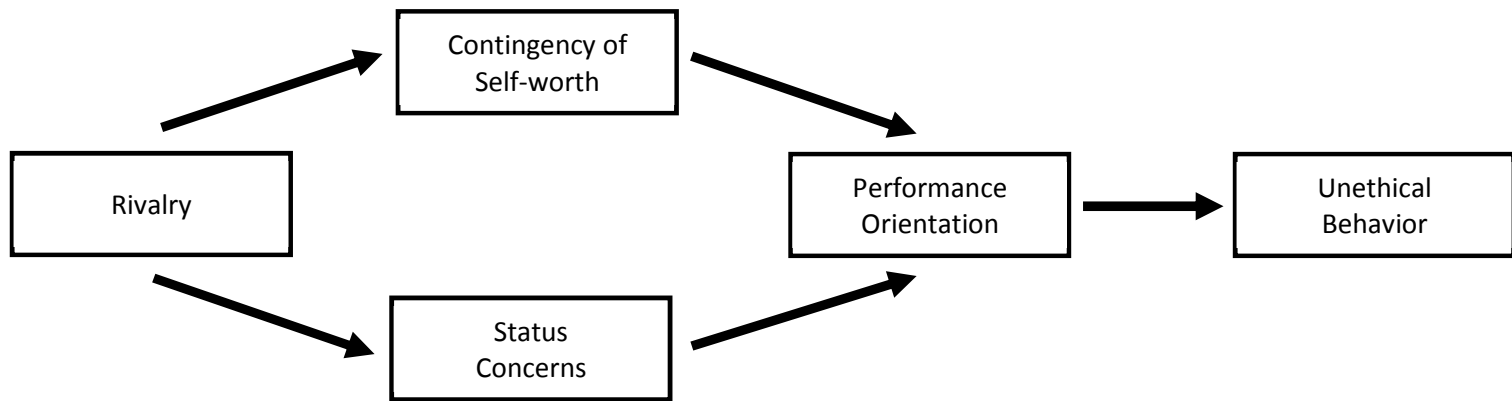 Contingency of
Self-worth
Rivalry
Performance
Orientation
Unethical
Behavior
Status
Concerns